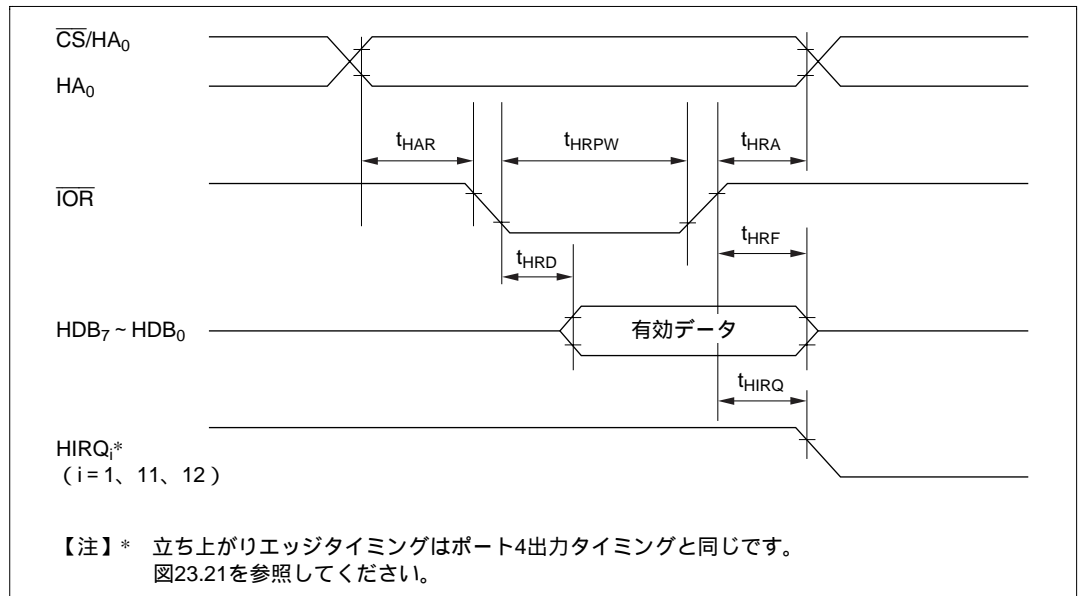 C̅S̅/HA₀
HA₀
tHAR
tHRPW
tHRA
I̅O̅R̅
tHRF
tHRD
HDB₇ ~ HDB₀
有効データ
tHIRQ
HIRQᵢ*
（i = 1、11、12）
【注】* 立ち上がりエッジタイミングはポート4出力タイミングと同じです。
図23.21を参照してください。